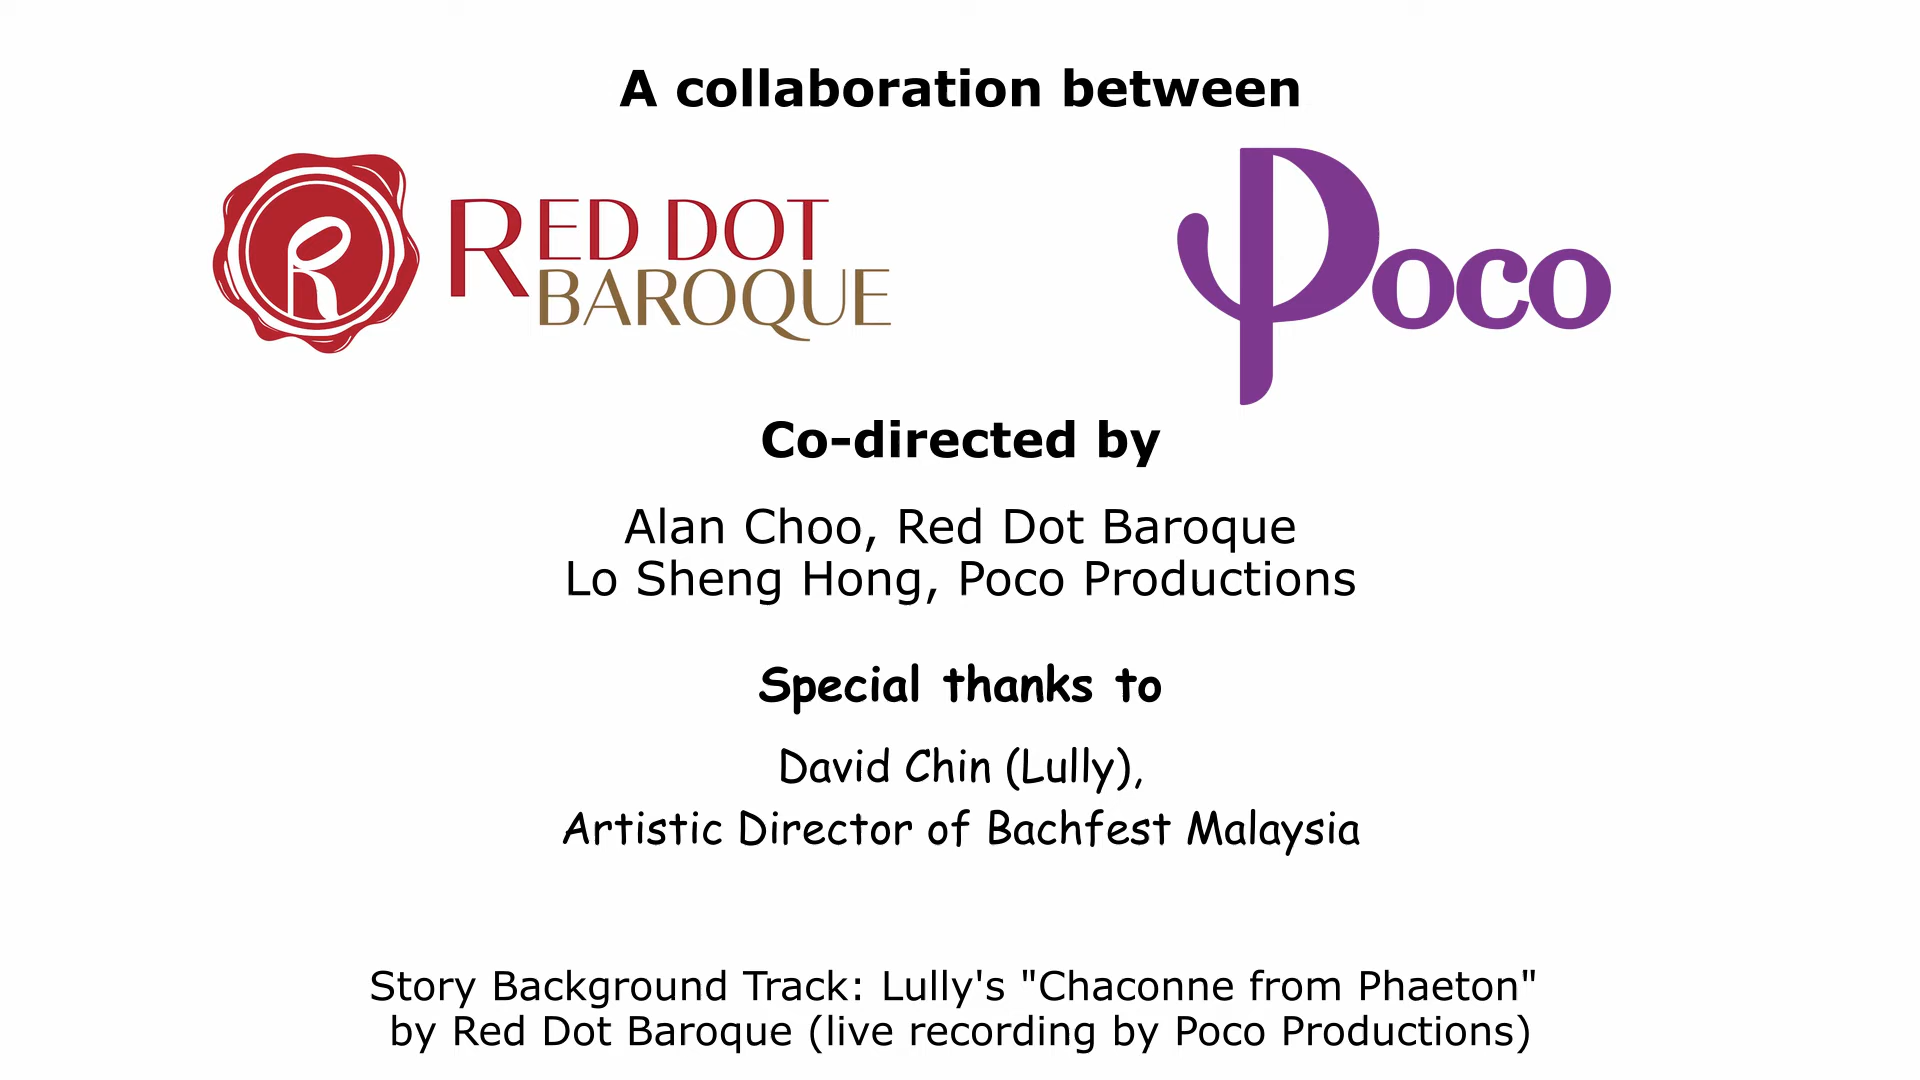 A collaboration between
R RED DOT
BAROQUE
Poco
Co-directed by
Alan Choo, Red Dot Baroque
Lo Sheng Hong, Poco Productions
Special thanks to
David Chin (Lully),
Artistic Director of Bachfest Malaysia
Story Background Track: Lully's "Chaconne from Phaeton"
by Red Dot Baroque (live recording by Poco Productions)